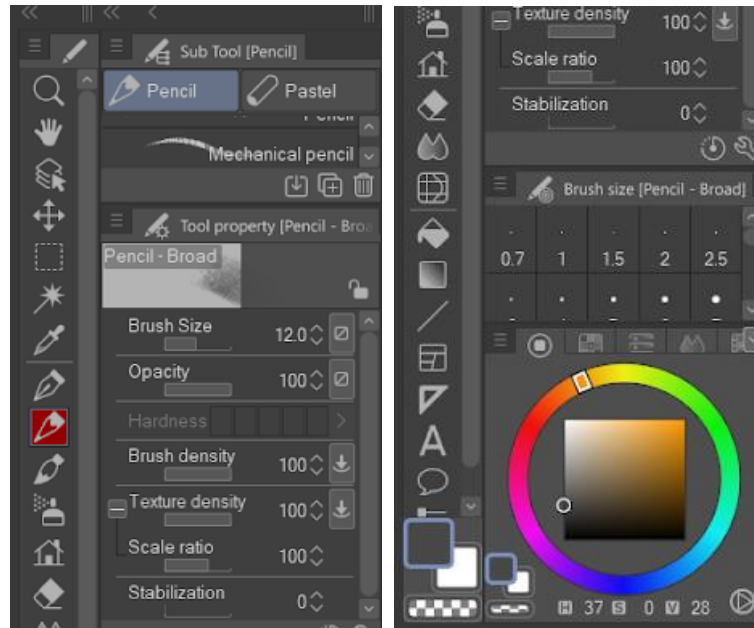 Sub Tool [Pencil]
Pencil
Pastel
Mechanical pencil
Tool property [Pencil - Broa
Pencil - Broad
Brush Size 12.0
Opacity 100
Hardness
Brush density 100
Texture density 100
Scale ratio 100
Stabilization 0
Texture density 100
Scale ratio 100
Stabilization 0
Brush size [Pencil - Broad]
0.7 1 1.5 2 2.5
A
H 37 S 0 V 28